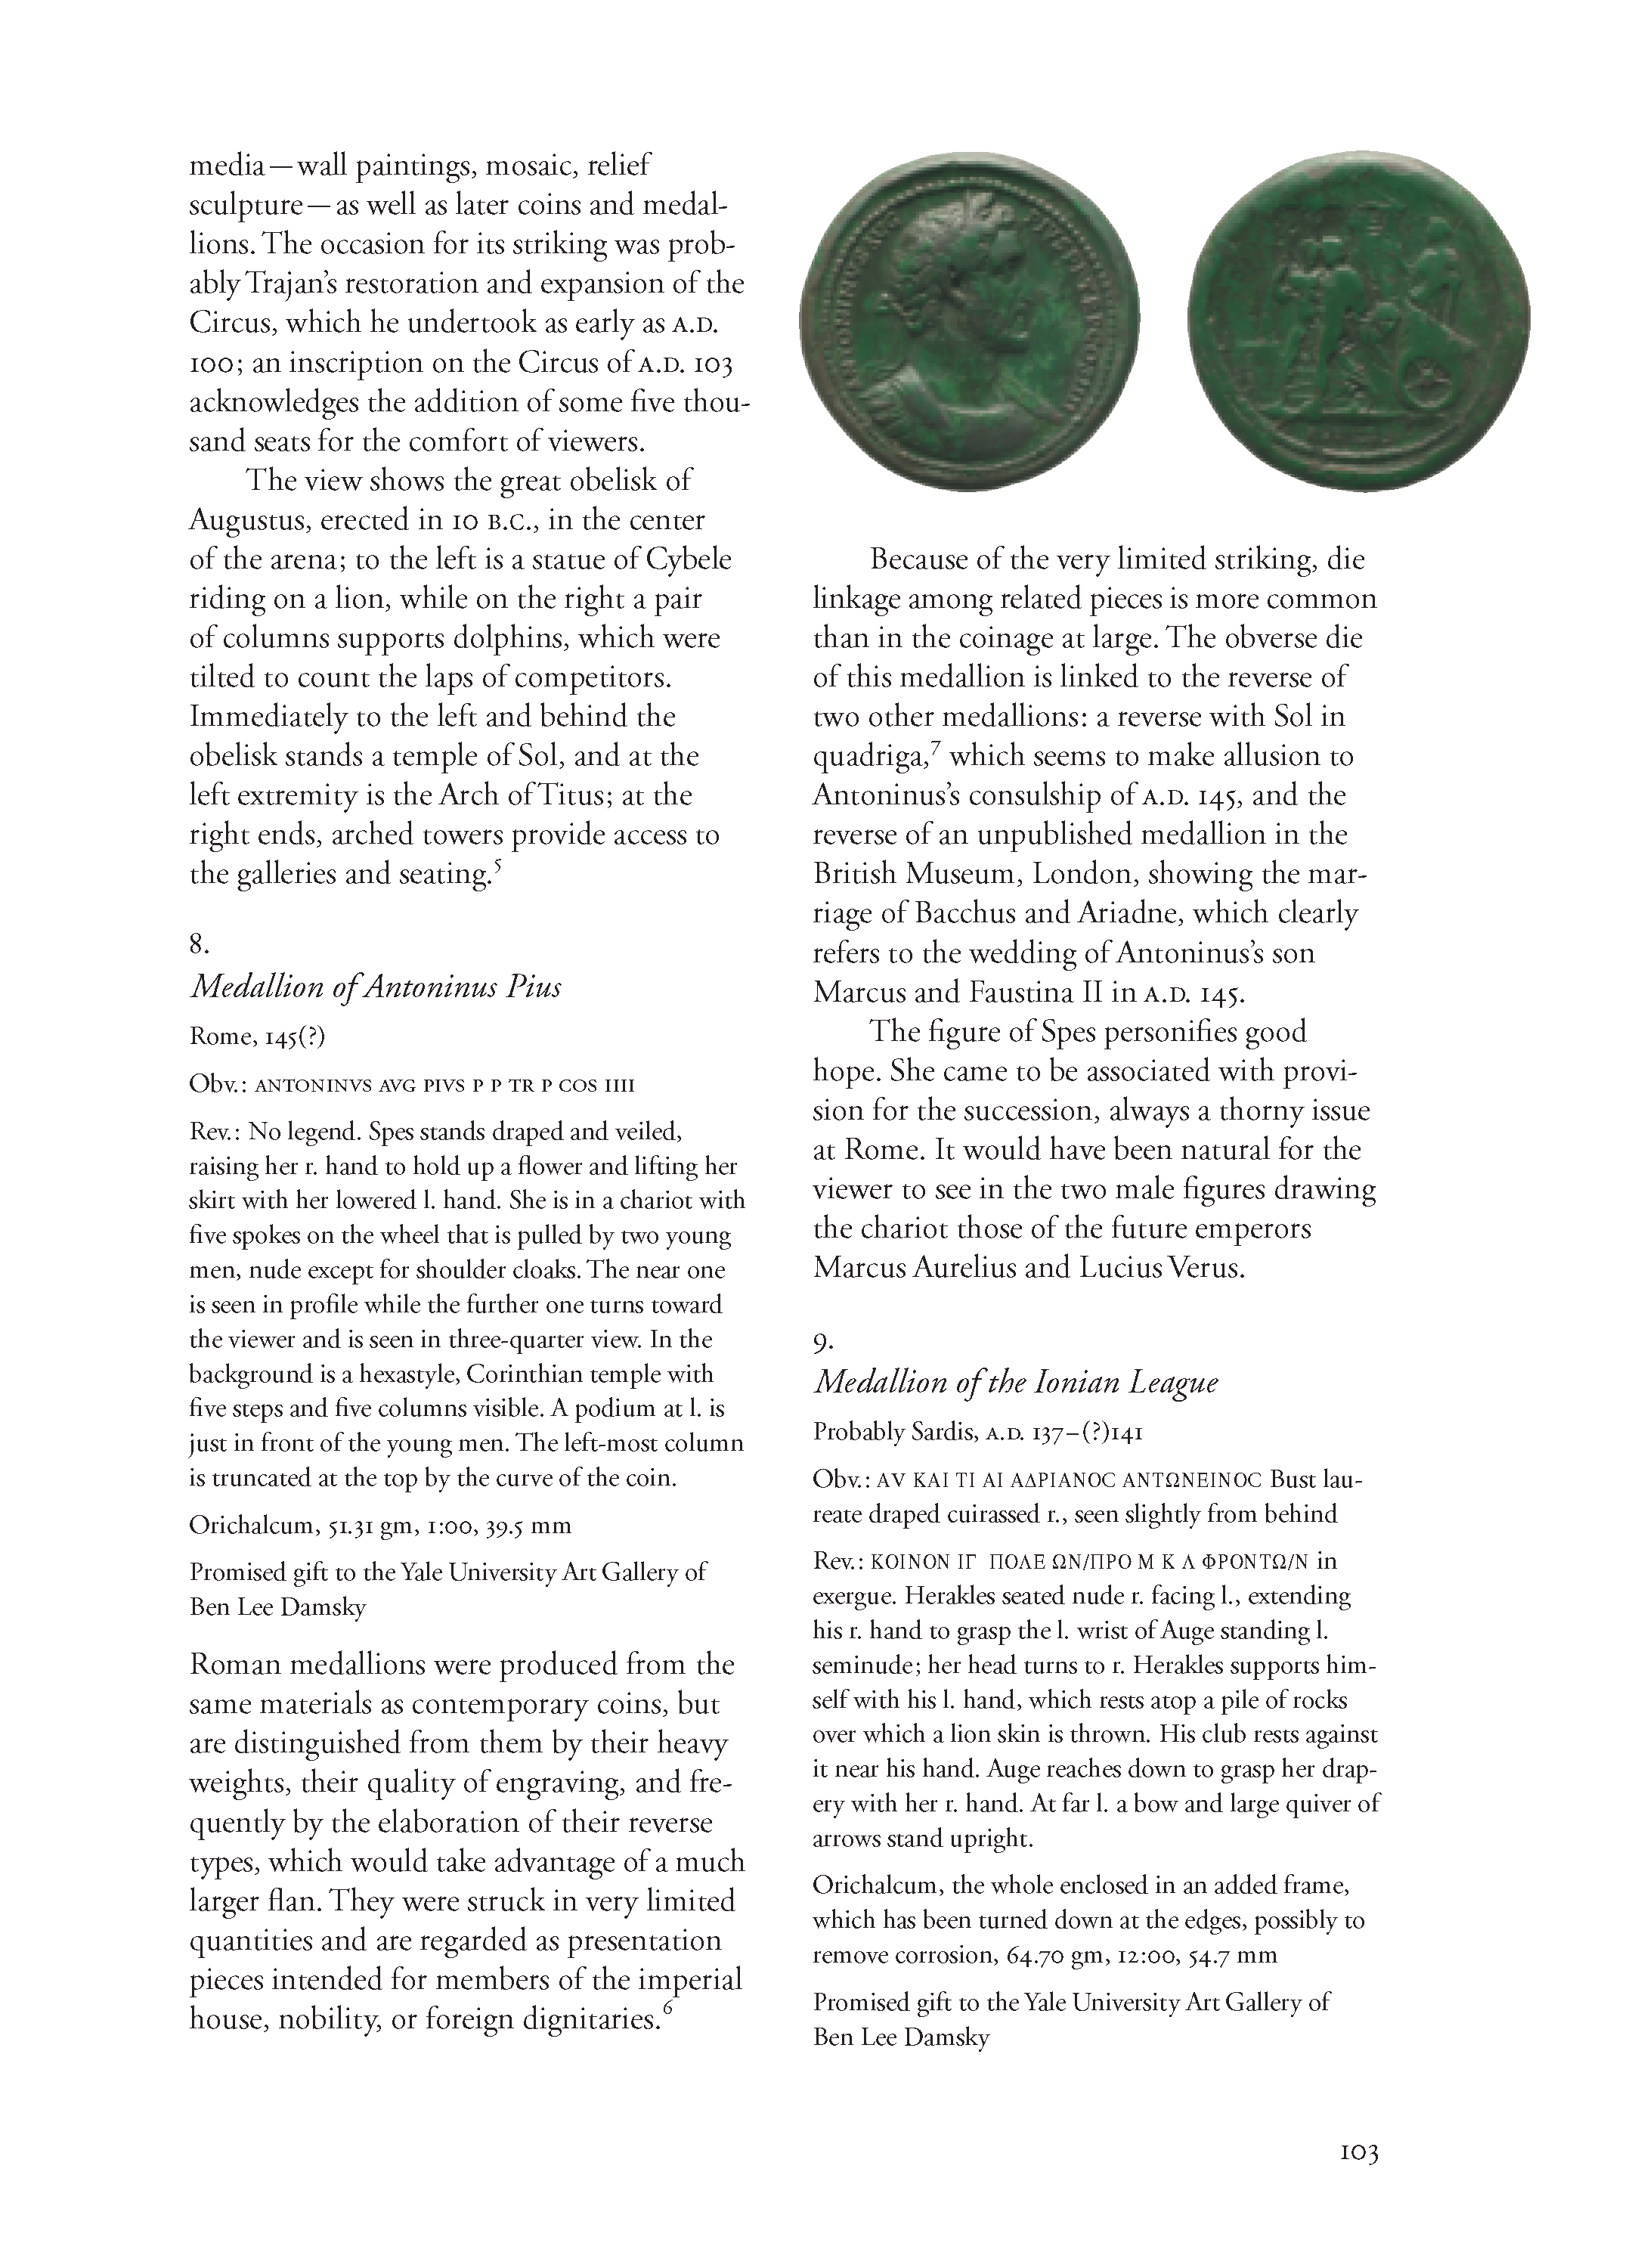 media—wall paintings, mosaic, relief
sculpture—as well as later coins and medal-
lions. The occasion for its striking was prob-
ably Trajan's restoration and expansion of the
Circus, which he undertook as early as A.D.
100; an inscription on the Circus of A.D. 103
acknowledges the addition of some five thou-
sand seats for the comfort of viewers.
The view shows the great obelisk of
Augustus, erected in 10 B.C., in the center
of the arena; to the left is a statue of Cybele
riding on a lion, while on the right a pair
of columns supports dolphins, which were
tilted to count the laps of competitors.
Immediately to the left and behind the
obelisk stands a temple of Sol, and at the
left extremity is the Arch of Titus; at the
right ends, arched towers provide access to
the galleries and seating.5
8.
Medallion of Antoninus Pius
Rome, 145(?)
Obv.: ANTONINVS AVG PIVS P P TR P COS IIII
Rev.: No legend. Spes stands draped and veiled,
raising her r. hand to hold up a flower and lifting her
skirt with her lowered l. hand. She is in a chariot with
five spokes on the wheel that is pulled by two young
men, nude except for shoulder cloaks. The near one
is seen in profile while the further one turns toward
the viewer and is seen in three-quarter view. In the
background is a hexastyle, Corinthian temple with
five steps and five columns visible. A podium at l. is
just in front of the young men. The left-most column
is truncated at the top by the curve of the coin.
Orichalcum, 51.31 gm, 1:00, 39.5 mm
Promised gift to the Yale University Art Gallery of
Ben Lee Damsky
Roman medallions were produced from the
same materials as contemporary coins, but
are distinguished from them by their heavy
weights, their quality of engraving, and fre-
quently by the elaboration of their reverse
types, which would take advantage of a much
larger flan. They were struck in very limited
quantities and are regarded as presentation
pieces intended for members of the imperial
house, nobility, or foreign dignitaries.6
Because of the very limited striking, die
linkage among related pieces is more common
than in the coinage at large. The obverse die
of this medallion is linked to the reverse of
two other medallions: a reverse with Sol in
quadriga,7 which seems to make allusion to
Antoninus's consulship of A.D. 145, and the
reverse of an unpublished medallion in the
British Museum, London, showing the mar-
riage of Bacchus and Ariadne, which clearly
refers to the wedding of Antoninus's son
Marcus and Faustina II in A.D. 145.
The figure of Spes personifies good
hope. She came to be associated with provi-
sion for the succession, always a thorny issue
at Rome. It would have been natural for the
viewer to see in the two male figures drawing
the chariot those of the future emperors
Marcus Aurelius and Lucius Verus.
9.
Medallion of the Ionian League
Probably Sardis, A.D. 137–(?)141
Obv.: ΑV ΚΑΙ ΤΙ ΑΙ ΑΔΡΙΑΝΟC ΑΝΤΩΝΕΙΝΟC Bust lau-
reate draped cuirassed r., seen slightly from behind
Rev.: ΚΟΙΝΟΝ ΙΓ ΠΟΛΕ ΩΝ/ΠΡΟ Μ Κ Λ ΦΡΟΝΤΩ/Ν in
exergue. Herakles seated nude r. facing l., extending
his r. hand to grasp the l. wrist of Auge standing l.
seminude; her head turns to r. Herakles supports him-
self with his l. hand, which rests atop a pile of rocks
over which a lion skin is thrown. His club rests against
it near his hand. Auge reaches down to grasp her drap-
ery with her r. hand. At far l. a bow and large quiver of
arrows stand upright.
Orichalcum, the whole enclosed in an added frame,
which has been turned down at the edges, possibly to
remove corrosion, 64.70 gm, 12:00, 54.7 mm
Promised gift to the Yale University Art Gallery of
Ben Lee Damsky
103